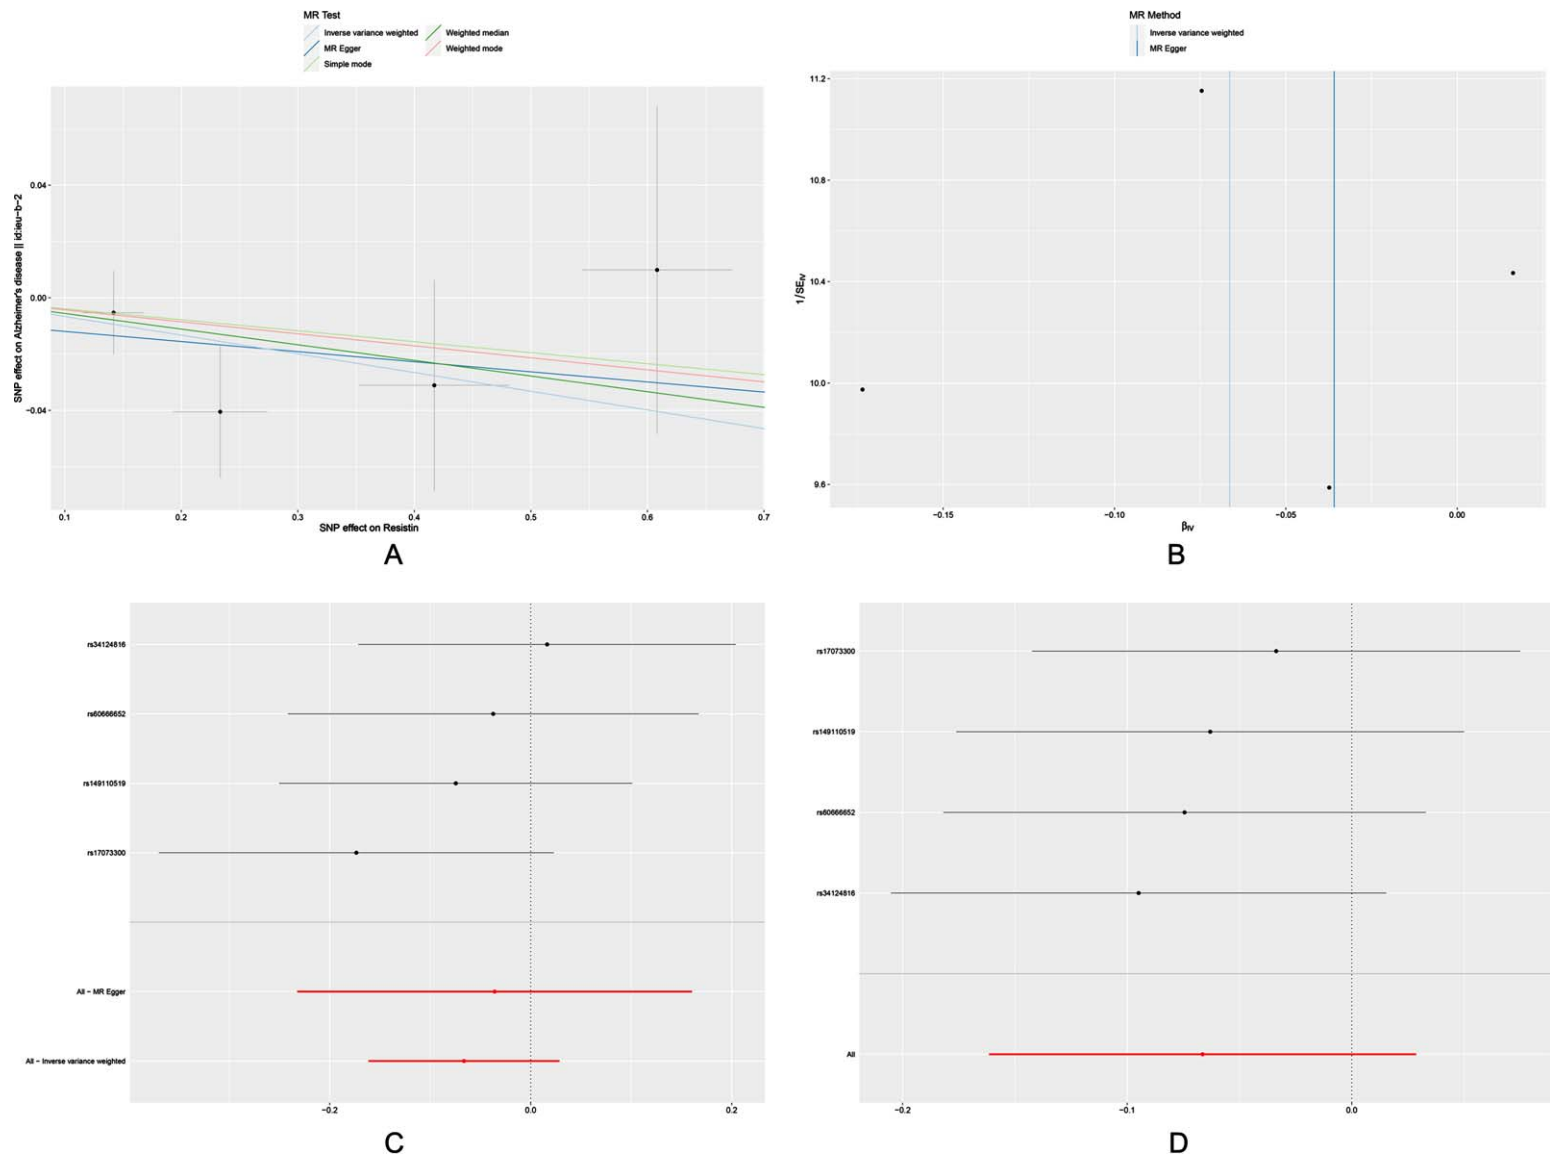 MR Test
Inverse variance weighted
Weighted median
MR Egger
Weighted mode
Simple mode
0.04
0.00
−0.04
SNP effect on Alzheimer's disease || id:ieu−b−2
0.1
0.2
0.3
0.4
0.5
0.6
0.7
SNP effect on Resistin
A
MR Method
Inverse variance weighted
MR Egger
11.2
10.8
10.4
10.0
9.6
1/SEIV
−0.15
−0.10
−0.05
0.00
βIV
B
rs34124816
rs60666652
rs149110519
rs17073300
All − MR Egger
All − Inverse variance weighted
−0.2
0.0
0.2
C
rs17073300
rs149110519
rs60666652
rs34124816
All
−0.2
−0.1
0.0
D